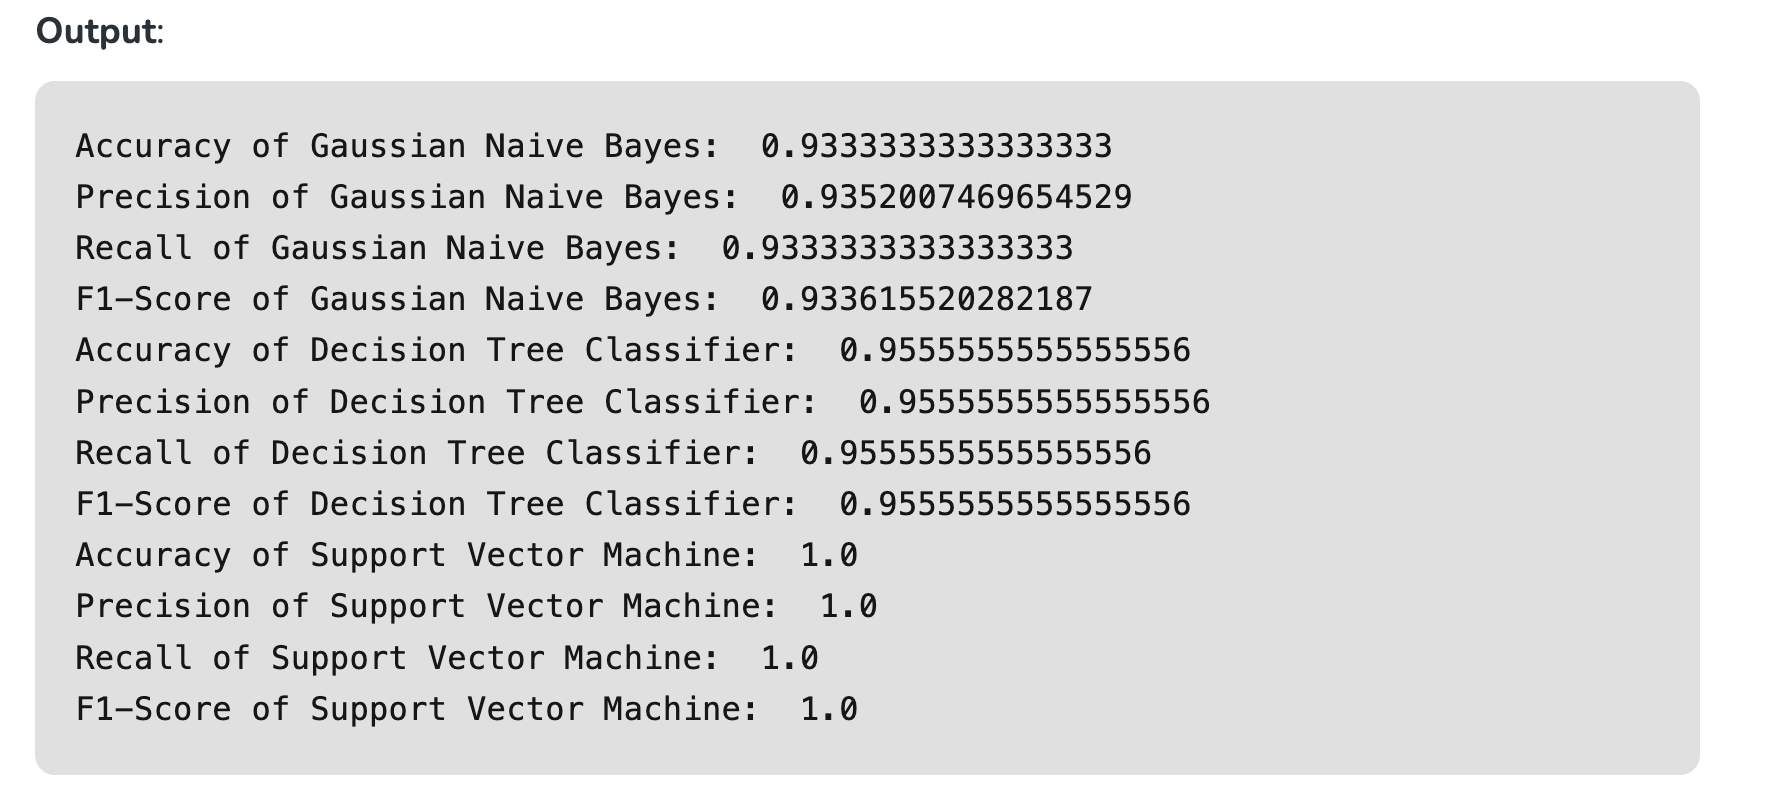 Output:
Accuracy of Gaussian Naive Bayes:  0.9333333333333333
Precision of Gaussian Naive Bayes:  0.9352007469654529
Recall of Gaussian Naive Bayes:  0.9333333333333333
F1-Score of Gaussian Naive Bayes:  0.933615520282187
Accuracy of Decision Tree Classifier:  0.9555555555555556
Precision of Decision Tree Classifier:  0.9555555555555556
Recall of Decision Tree Classifier:  0.9555555555555556
F1-Score of Decision Tree Classifier:  0.9555555555555556
Accuracy of Support Vector Machine:  1.0
Precision of Support Vector Machine:  1.0
Recall of Support Vector Machine:  1.0
F1-Score of Support Vector Machine:  1.0